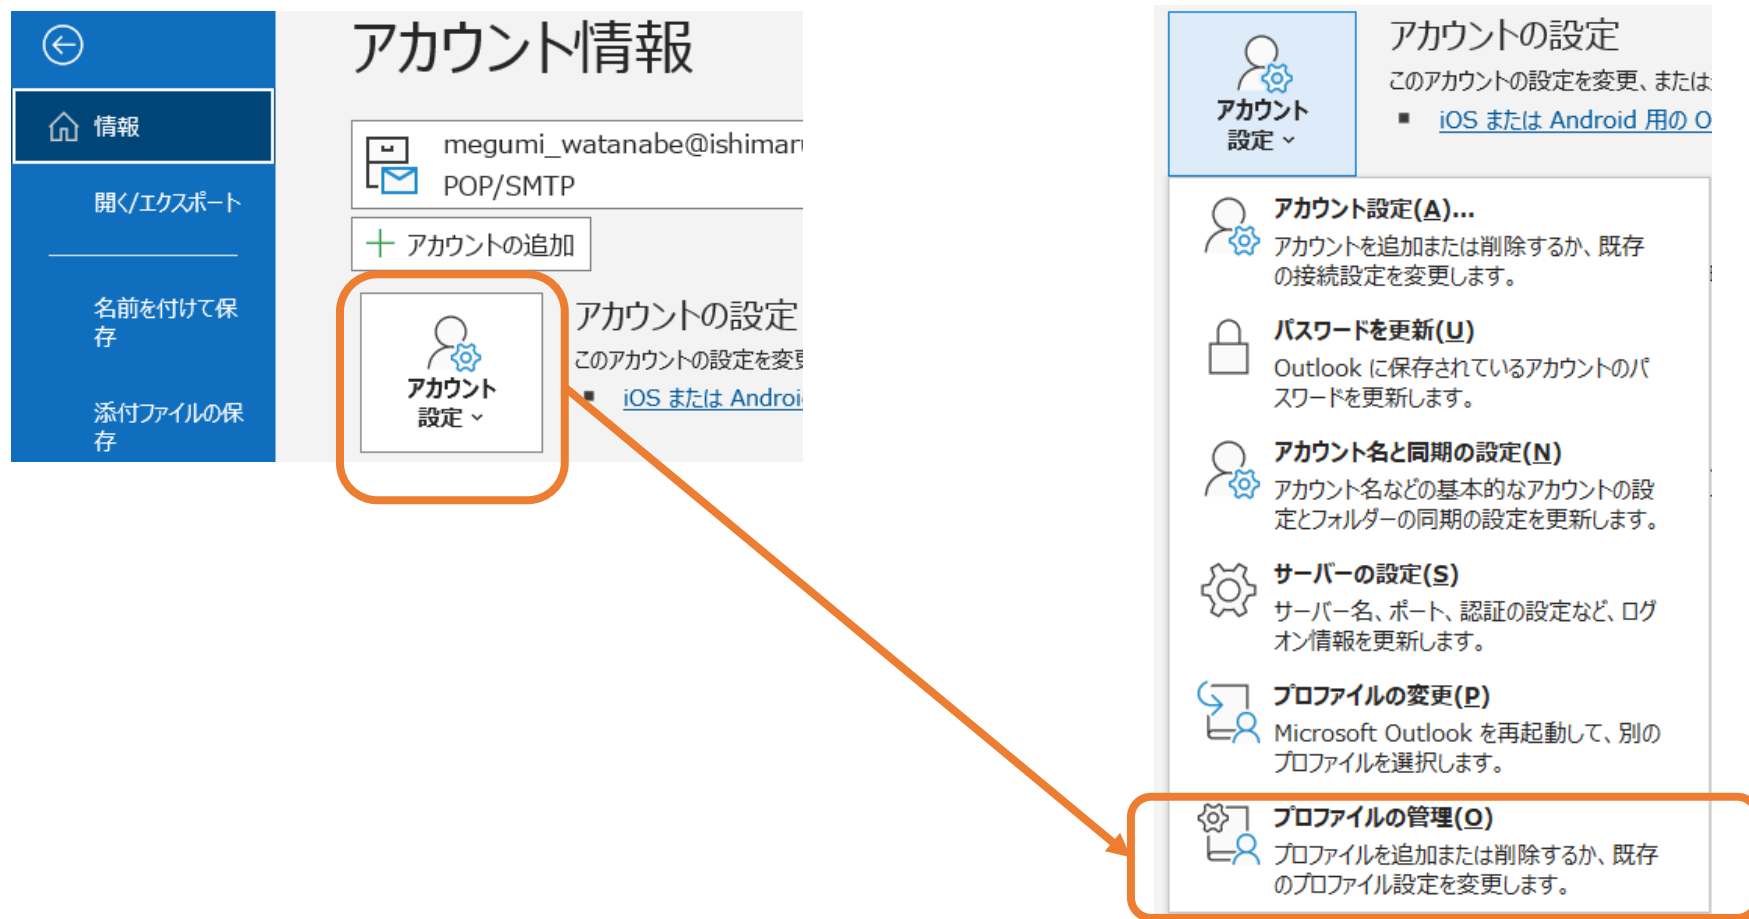 アカウント情報
情報
megumi_watanabe@ishimaru
POP/SMTP
開く/エクスポート
アカウントの追加
名前を付けて保
存
アカウントの設定
このアカウントの設定を変更
アカウント
設定
iOS または Androi
添付ファイルの保
存
アカウントの設定
このアカウントの設定を変更、または
アカウント
設定
iOS または Android 用の O
アカウント設定(A)...
アカウントを追加または削除するか、既存
の接続設定を変更します。
パスワードを更新(U)
Outlook に保存されているアカウントのパ
スワードを更新します。
アカウント名と同期の設定(N)
アカウント名などの基本的なアカウントの設
定とフォルダーの同期の設定を更新します。
サーバーの設定(S)
サーバー名、ポート、認証の設定など、ログ
オン情報を更新します。
プロファイルの変更(P)
Microsoft Outlook を再起動して、別の
プロファイルを選択します。
プロファイルの管理(O)
プロファイルを追加または削除するか、既存
のプロファイル設定を変更します。